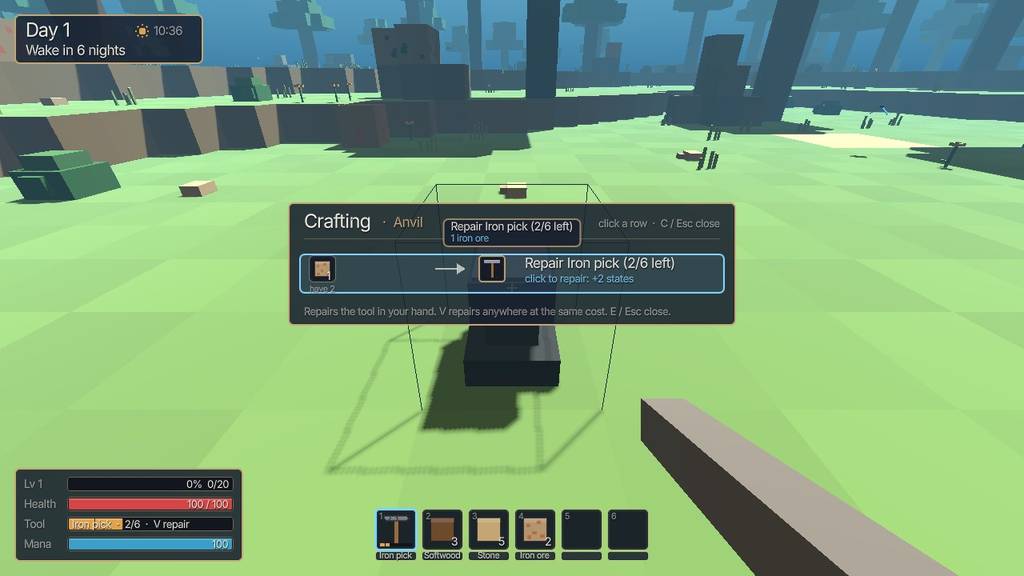 Day 1
10:36
Wake in 6 nights
Crafting · Anvil
click a row · C / Esc close
Repair Iron pick (2/6 left)
1 iron ore
1
have 2
Repair Iron pick (2/6 left)
click to repair: +2 states
Repairs the tool in your hand. V repairs anywhere at the same cost. E / Esc close.
Lv 1
0% 0/20
Health
100 / 100
Tool
Iron pick - 2/6 · V repair
Mana
100
1
2
3
4
5
6
3
5
2
Iron pick
Softwood
Stone
Iron ore